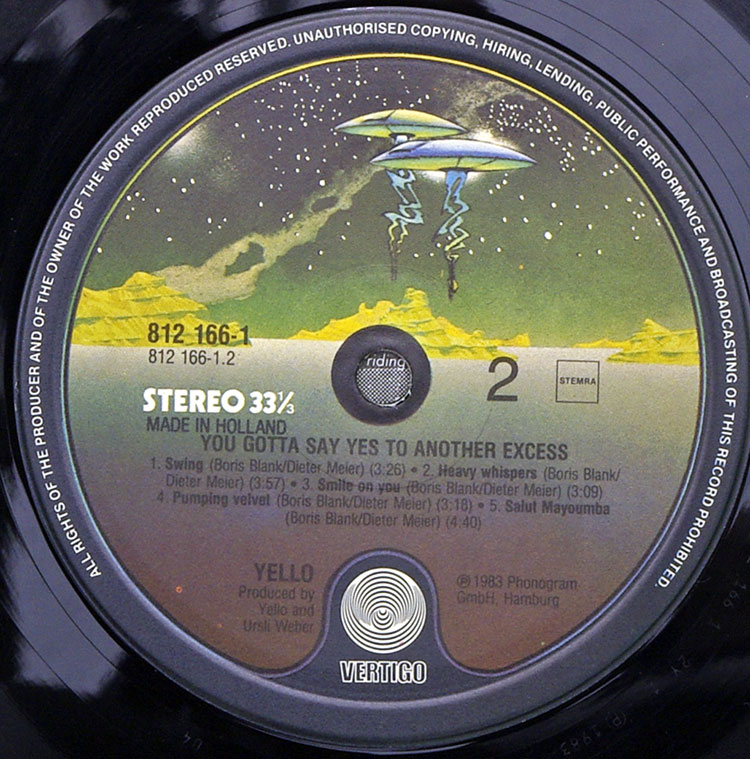 ALL RIGHTS OF THE PRODUCER AND OF THE OWNER OF THE WORK REPRODUCED RESERVED. UNAUTHORISED COPYING, HIRING, LENDING, PUBLIC PERFORMANCE AND BROADCASTING OF THIS RECORD PROHIBITED.
812 166-1
812 166-1.2
riding
2
STEMRA
STEREO 33⅓
MADE IN HOLLAND
YOU GOTTA SAY YES TO ANOTHER EXCESS
1. Swing (Boris Blank/Dieter Meier) (3:26) • 2. Heavy whispers (Boris Blank/
Dieter Meier) (3:57) • 3. Smile on you (Boris Blank/Dieter Meier) (3:09)
4. Pumping velvet (Boris Blank/Dieter Meier) (3:18) • 5. Salut Mayoumba
(Boris Blank/Dieter Meier) (4:40)
YELLO
Produced by
Yello and
Ursli Weber
℗ 1983 Phonogram
GmbH, Hamburg
VERTIGO